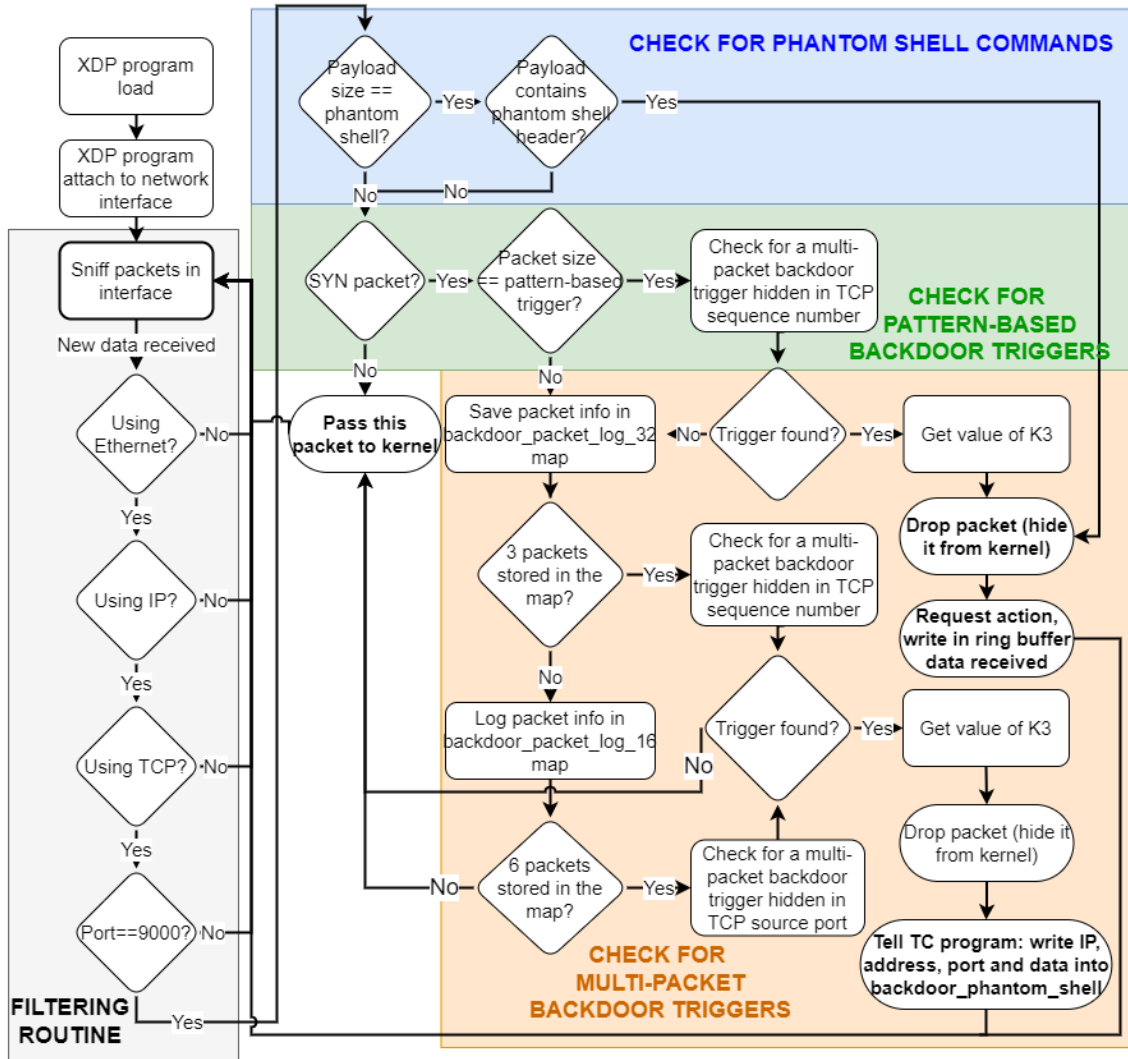 CHECK FOR PHANTOM SHELL COMMANDS
XDP program
load
XDP program
attach to network
interface
Sniff packets in
interface
New data received
Using
Ethernet?
No
Yes
Using IP?
No
Yes
Using TCP?
No
Yes
Port==9000?
No
Yes
FILTERING
ROUTINE
Payload
size ==
phantom
shell?
Yes
Payload
contains
phantom shell
header?
Yes
No
No
SYN packet?
Yes
Packet size
== pattern-based
trigger?
Yes
Check for a multi-
packet backdoor
trigger hidden in TCP
sequence number
CHECK FOR
PATTERN-BASED
BACKDOOR TRIGGERS
No
No
Pass this
packet to kernel
Save packet info in
backdoor_packet_log_32
map
No
Trigger found?
Yes
Get value of K3
Drop packet (hide
it from kernel)
Request action,
write in ring buffer
data received
3 packets
stored in the
map?
Yes
Check for a multi-
packet backdoor
trigger hidden in TCP
sequence number
No
Log packet info in
backdoor_packet_log_16
map
Trigger found?
Yes
Get value of K3
No
Drop packet (hide it
from kernel)
6 packets
stored in the
map?
No
Yes
Check for a multi-
packet backdoor
trigger hidden in
TCP source port
Tell TC program: write IP,
address, port and data into
backdoor_phantom_shell
CHECK FOR
MULTI-PACKET
BACKDOOR TRIGGERS